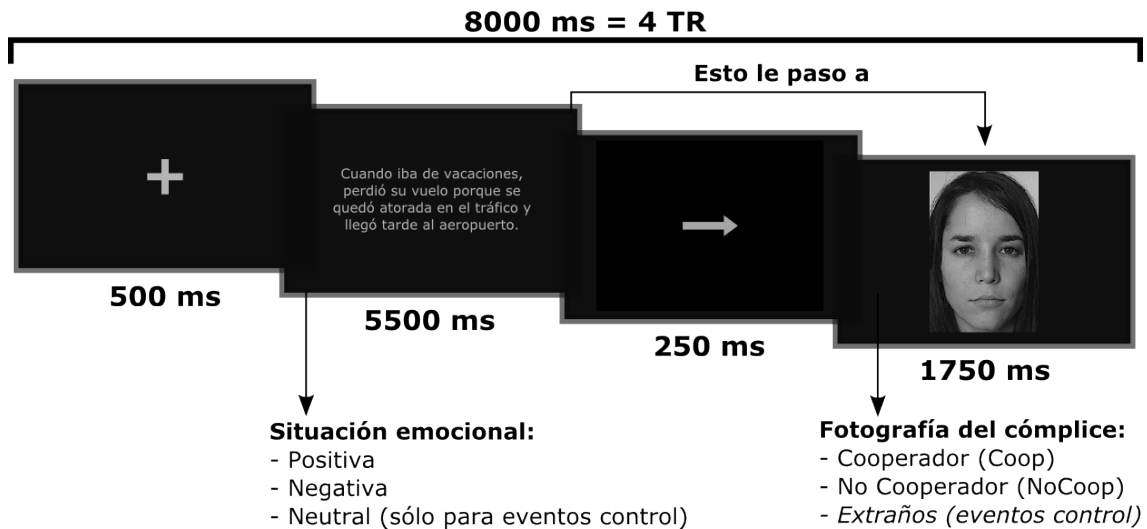 8000 ms = 4 TR
Esto le paso a
+
Cuando iba de vacaciones,
perdió su vuelo porque se
quedó atorada en el tráfico y
llegó tarde al aeropuerto.
500 ms
5500 ms
250 ms
1750 ms
Situación emocional:
- Positiva
- Negativa
- Neutral (sólo para eventos control)
Fotografía del cómplice:
- Cooperador (Coop)
- No Cooperador (NoCoop)
- Extraños (eventos control)